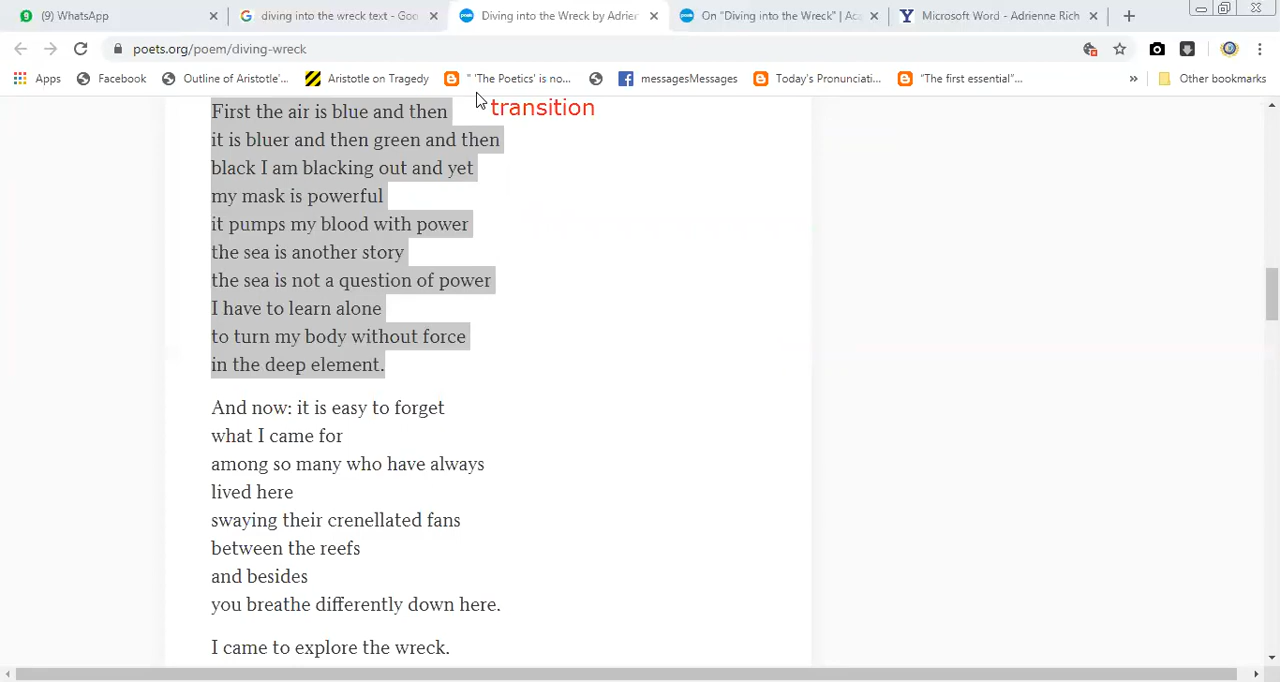 (9) WhatsApp
diving into the wreck text - Goo
Diving into the Wreck by Adrien
On "Diving into the Wreck" | Aca
Microsoft Word - Adrienne Rich
poets.org/poem/diving-wreck
Apps
Facebook
Outline of Aristotle'...
Aristotle on Tragedy
" 'The Poetics' is no...
messagesMessages
Today's Pronunciati...
"The first essential"...
»
Other bookmarks
First the air is blue and then
transition
it is bluer and then green and then
black I am blacking out and yet
my mask is powerful
it pumps my blood with power
the sea is another story
the sea is not a question of power
I have to learn alone
to turn my body without force
in the deep element.
And now: it is easy to forget
what I came for
among so many who have always
lived here
swaying their crenellated fans
between the reefs
and besides
you breathe differently down here.
I came to explore the wreck.